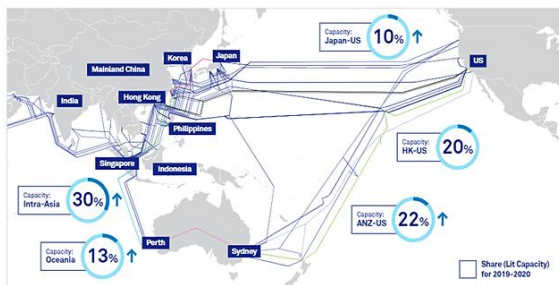 Capacity:
Japan-US
10%
Korea
Japan
US
Mainland China
India
Hong Kong
Philippines
Capacity:
HK-US
20%
Singapore
Indonesia
Capacity:
Intra-Asia
30%
Capacity:
ANZ-US
22%
Perth
Sydney
Capacity:
Oceania
13%
Share (Lit Capacity)
for 2019-2020